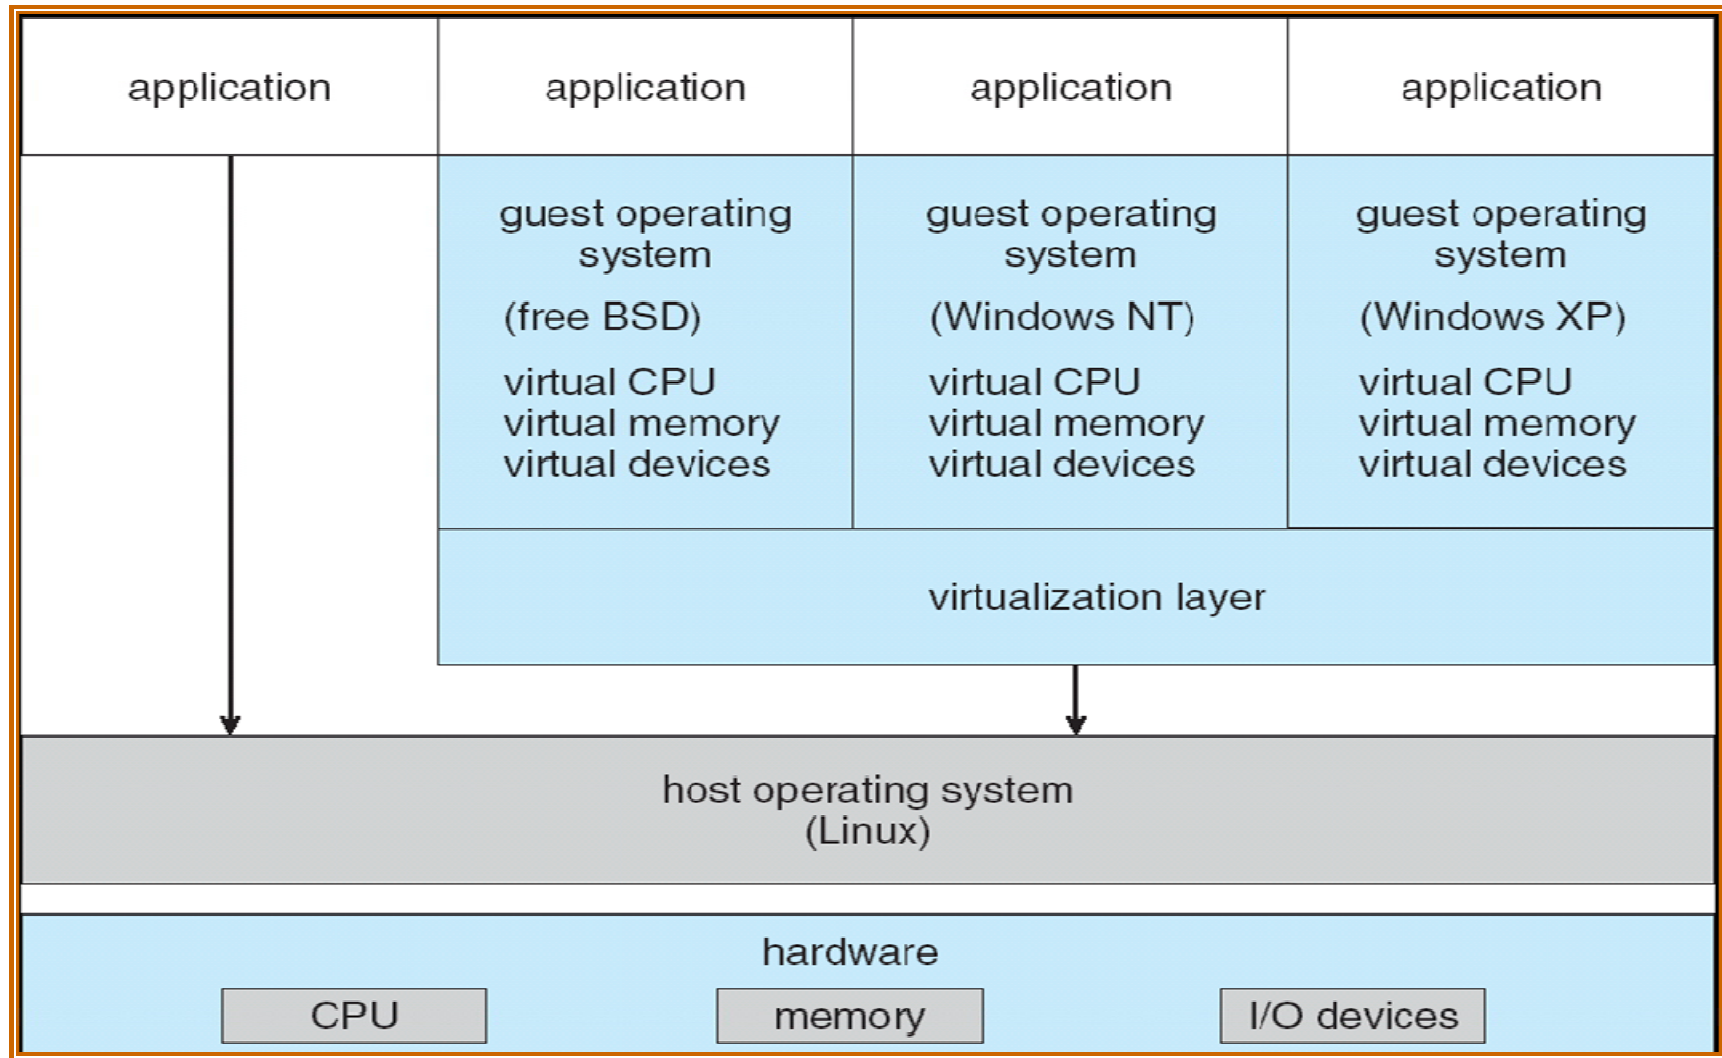 application
application
application
application
guest operating
system
(free BSD)
virtual CPU
virtual memory
virtual devices
guest operating
system
(Windows NT)
virtual CPU
virtual memory
virtual devices
guest operating
system
(Windows XP)
virtual CPU
virtual memory
virtual devices
virtualization layer
host operating system
(Linux)
hardware
CPU
memory
I/O devices